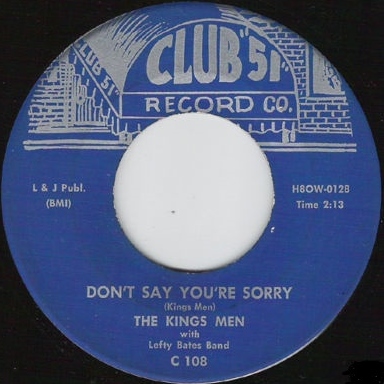 CLUB 51
CLUB "51"
RECORD CO.
L & J Publ.
(BMI)
H8OW-0128
Time 2:13
DON'T SAY YOU'RE SORRY
(Kings Men)
THE KINGS MEN
with
Lefty Bates Band
C 108